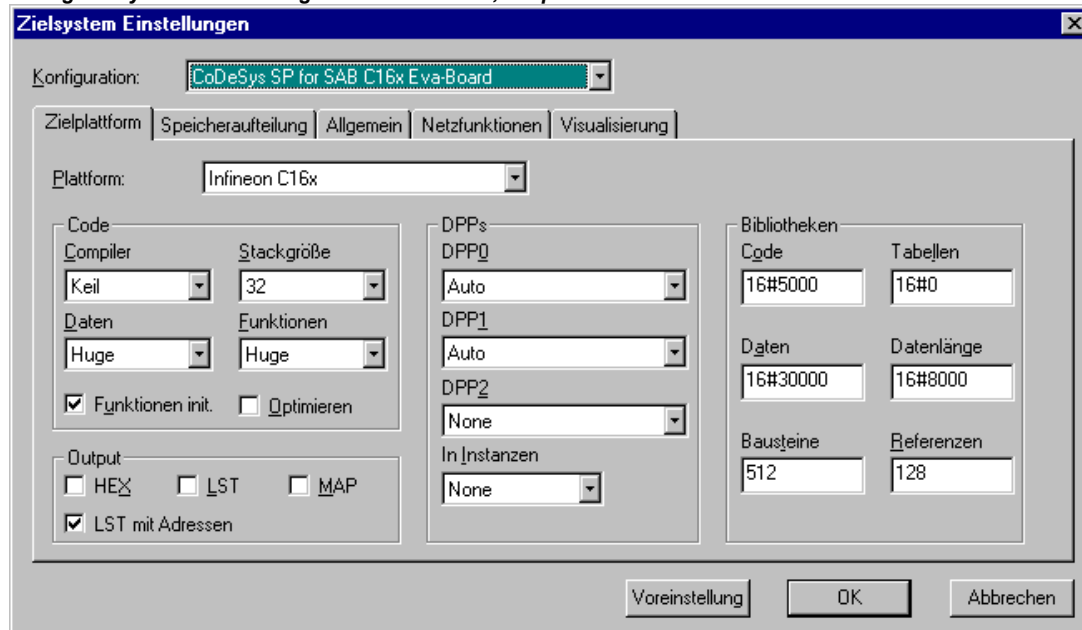 Zielsystem Einstellungen
Konfiguration: CoDeSys SP for SAB C16x Eva-Board
Zielplattform Speicheraufteilung Allgemein Netzfunktionen Visualisierung
Plattform: Infineon C16x
Code
Compiler Stackgröße
Keil 32
Daten Funktionen
Huge Huge
Funktionen init. Optimieren
Output
HEX LST MAP
LST mit Adressen
DPPs
DPP0
Auto
DPP1
Auto
DPP2
None
In Instanzen
None
Bibliotheken
Code Tabellen
16#5000 16#0
Daten Datenlänge
16#30000 16#8000
Bausteine Referenzen
512 128
Voreinstellung OK Abbrechen